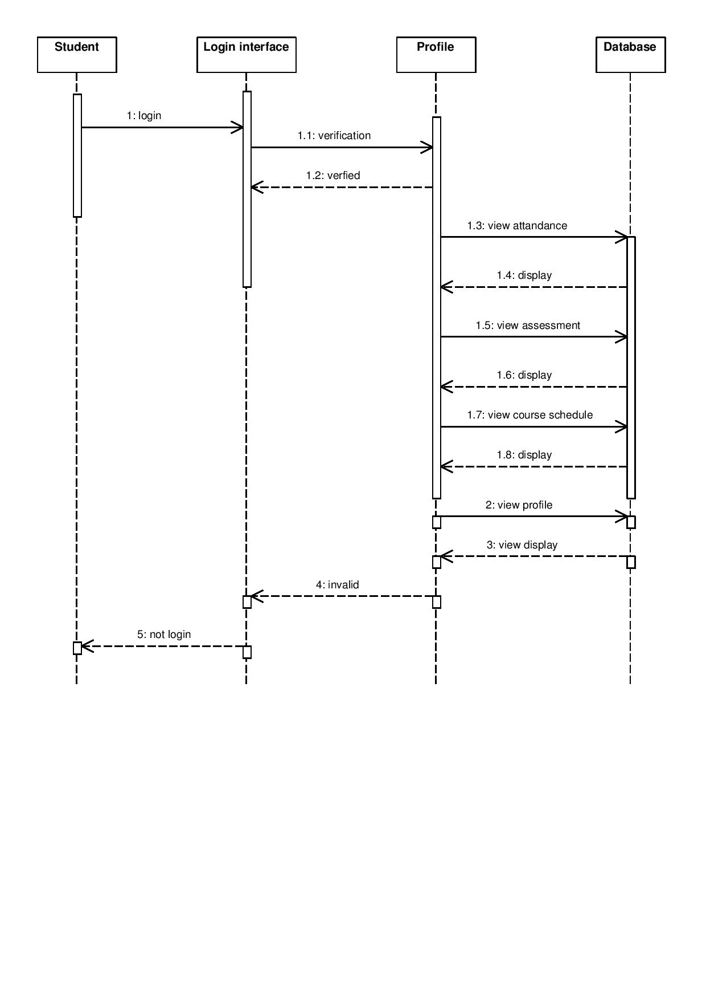 Student
Login interface
Profile
Database
1: login
1.1: verification
1.2: verfied
1.3: view attandance
1.4: display
1.5: view assessment
1.6: display
1.7: view course schedule
1.8: display
2: view profile
3: view display
4: invalid
5: not login